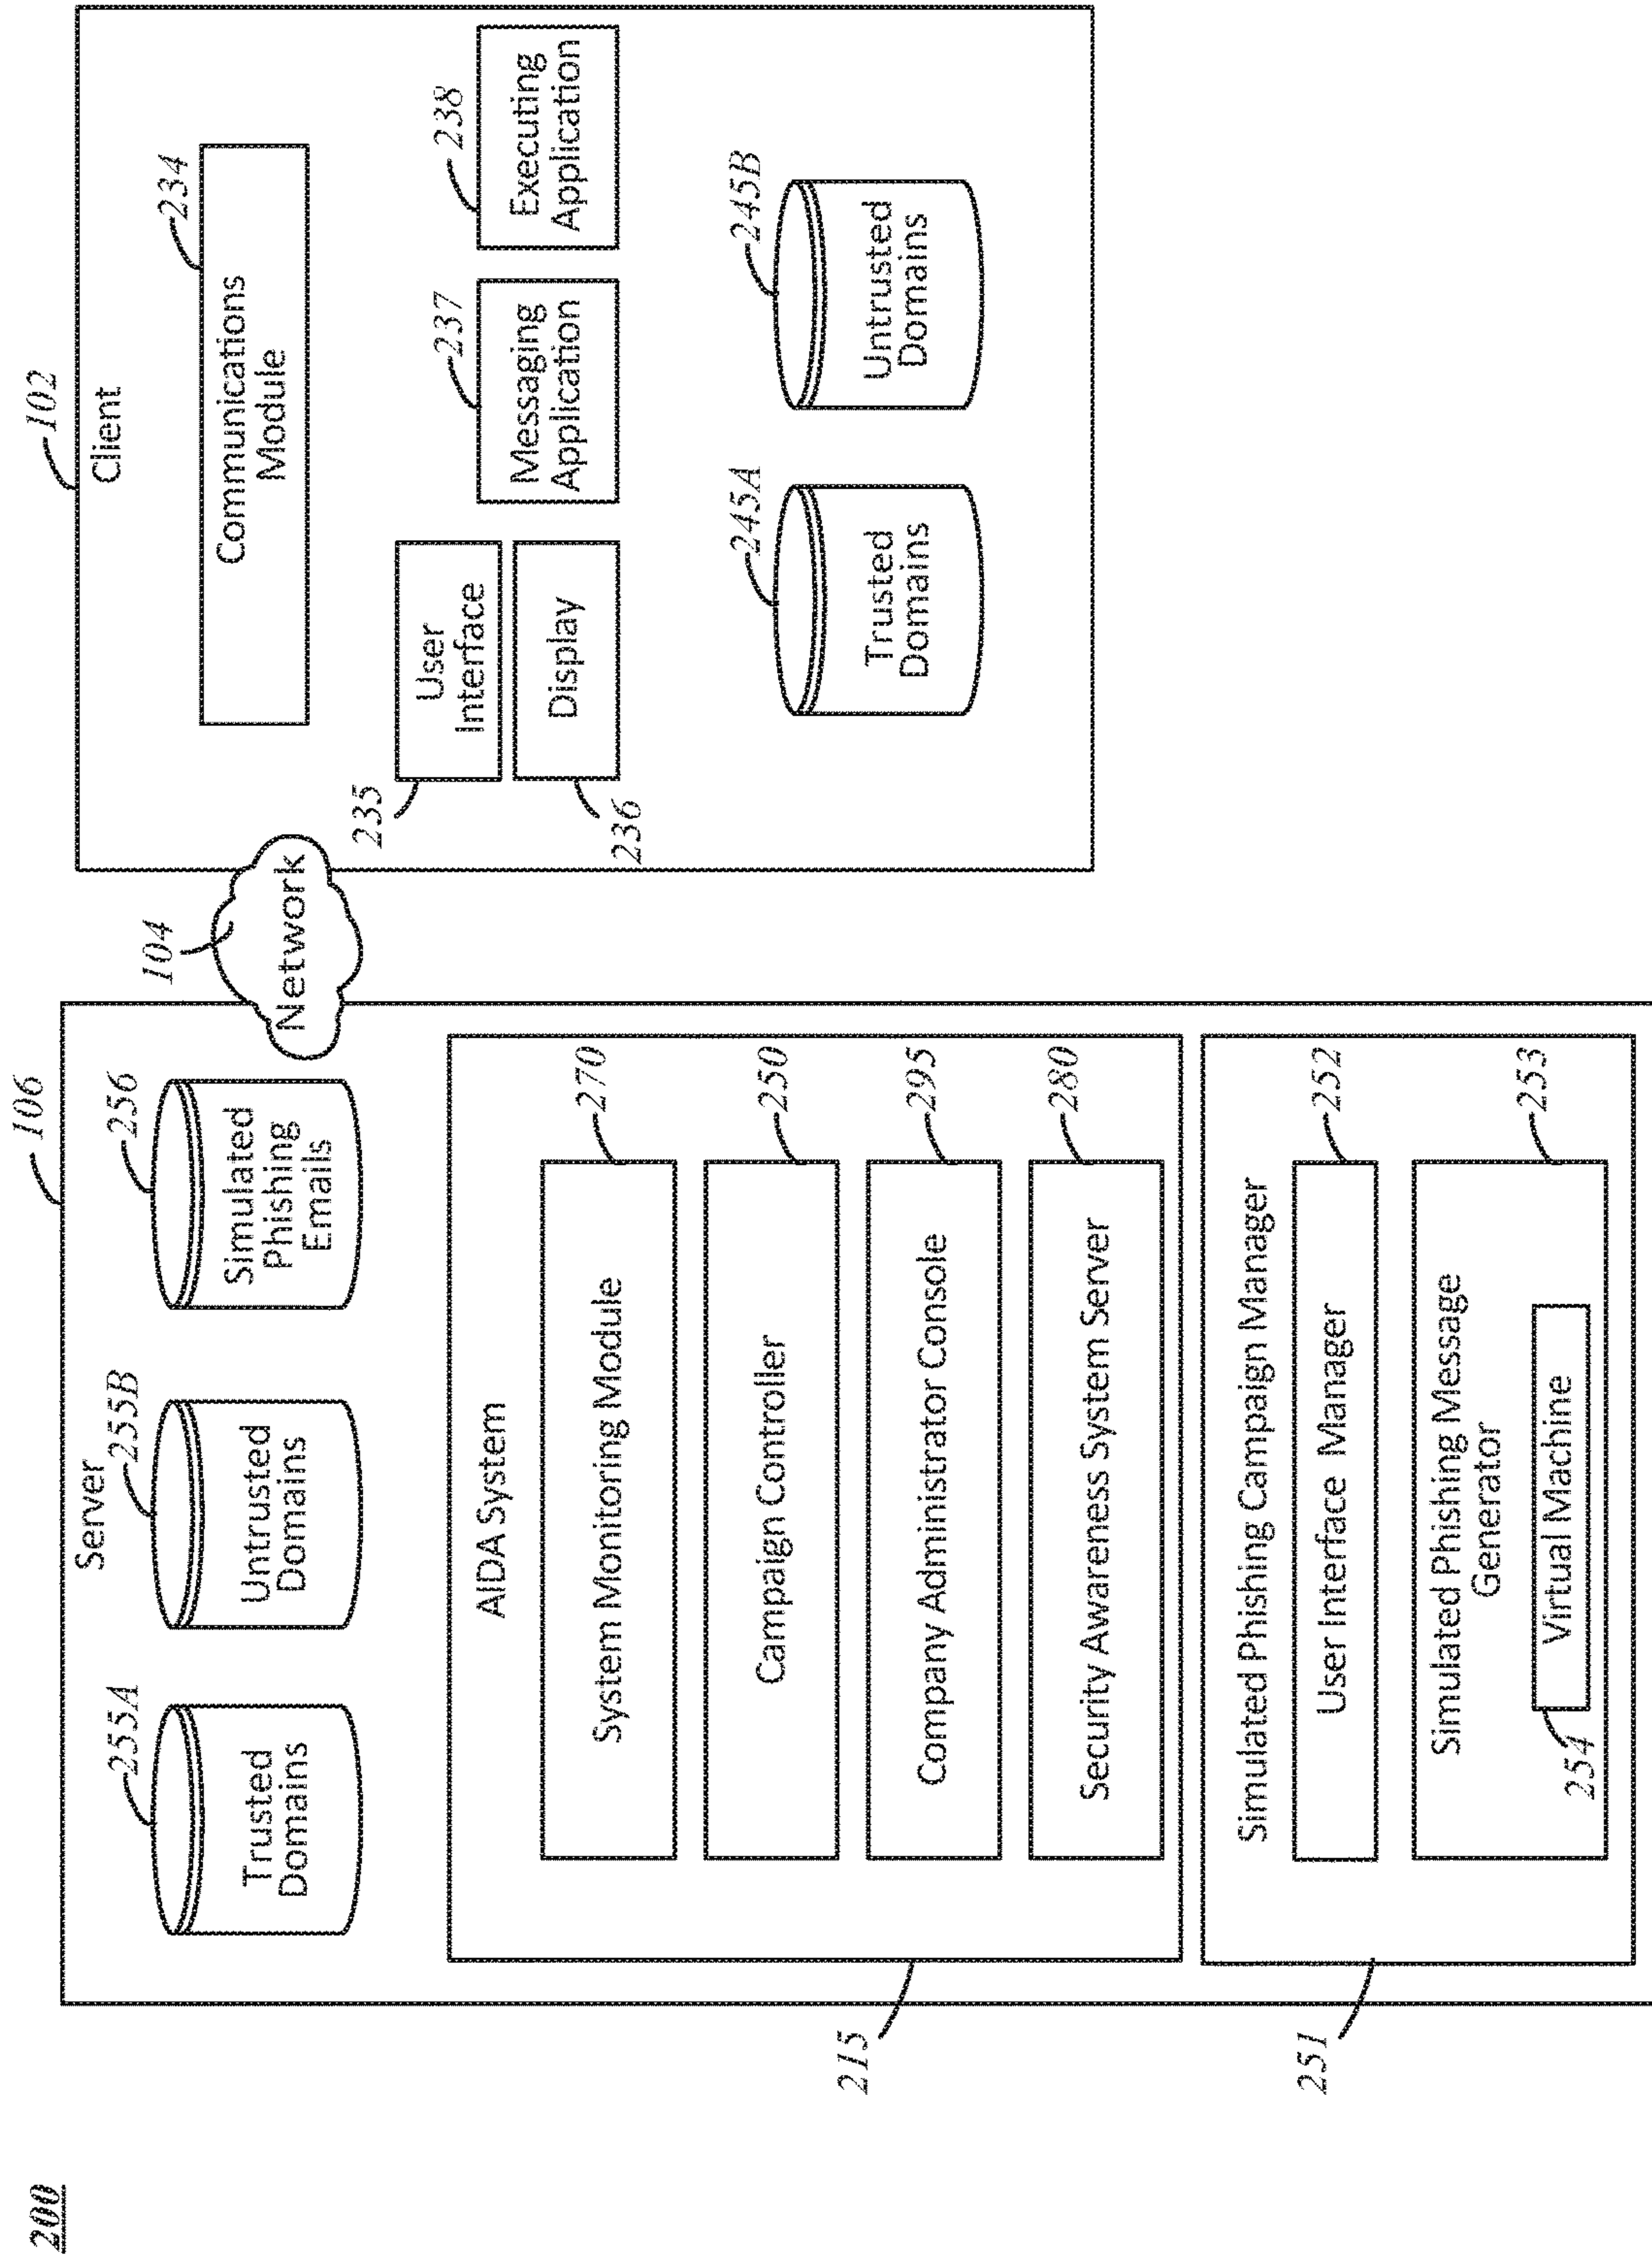 200
106
Server
255A
Trusted
Domains
255B
Untrusted
Domains
256
Simulated
Phishing
Emails
104
Network
215
AIDA System
System Monitoring Module
270
Campaign Controller
250
Company Administrator Console
295
Security Awareness System Server
280
251
Simulated Phishing Campaign Manager
User Interface Manager
252
Simulated Phishing Message
Generator
253
Virtual Machine
254
102
Client
Communications
Module
234
235
User
Interface
Display
236
237
Messaging
Application
238
Executing
Application
245A
Trusted
Domains
245B
Untrusted
Domains